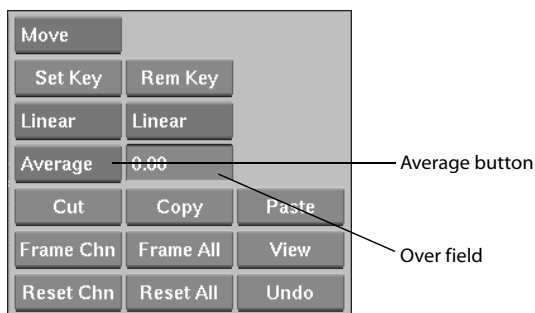 Move
Set Key Rem Key
Linear Linear
Average 0.00
Average button
Cut Copy Paste
Over field
Frame Chn Frame All View
Reset Chn Reset All Undo